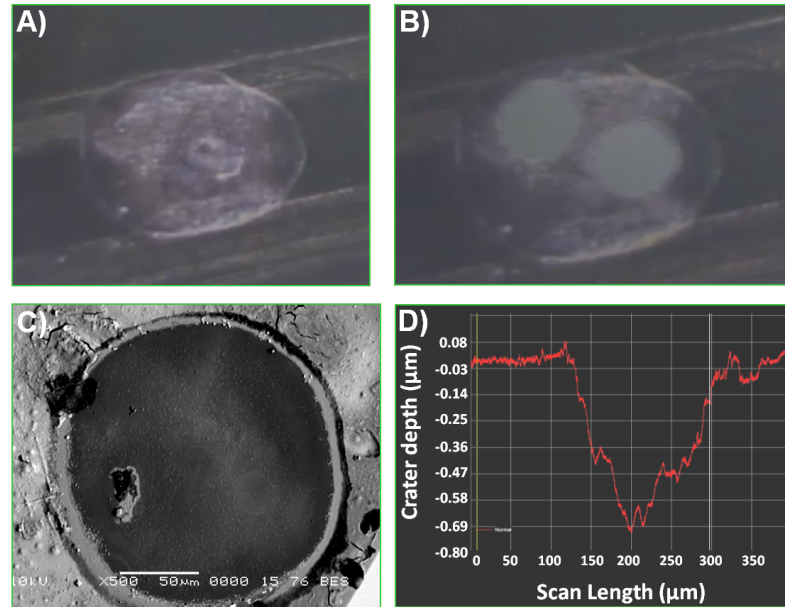 A)
B)
C)
10kV X500 50µm 0000 15 76 BES
D)
Crater depth (µm)
0.08
-0.03
-0.14
-0.25
-0.36
-0.47
-0.58
-0.69
-0.80
0 50 100 150 200 250 300 350
Scan Length (µm)